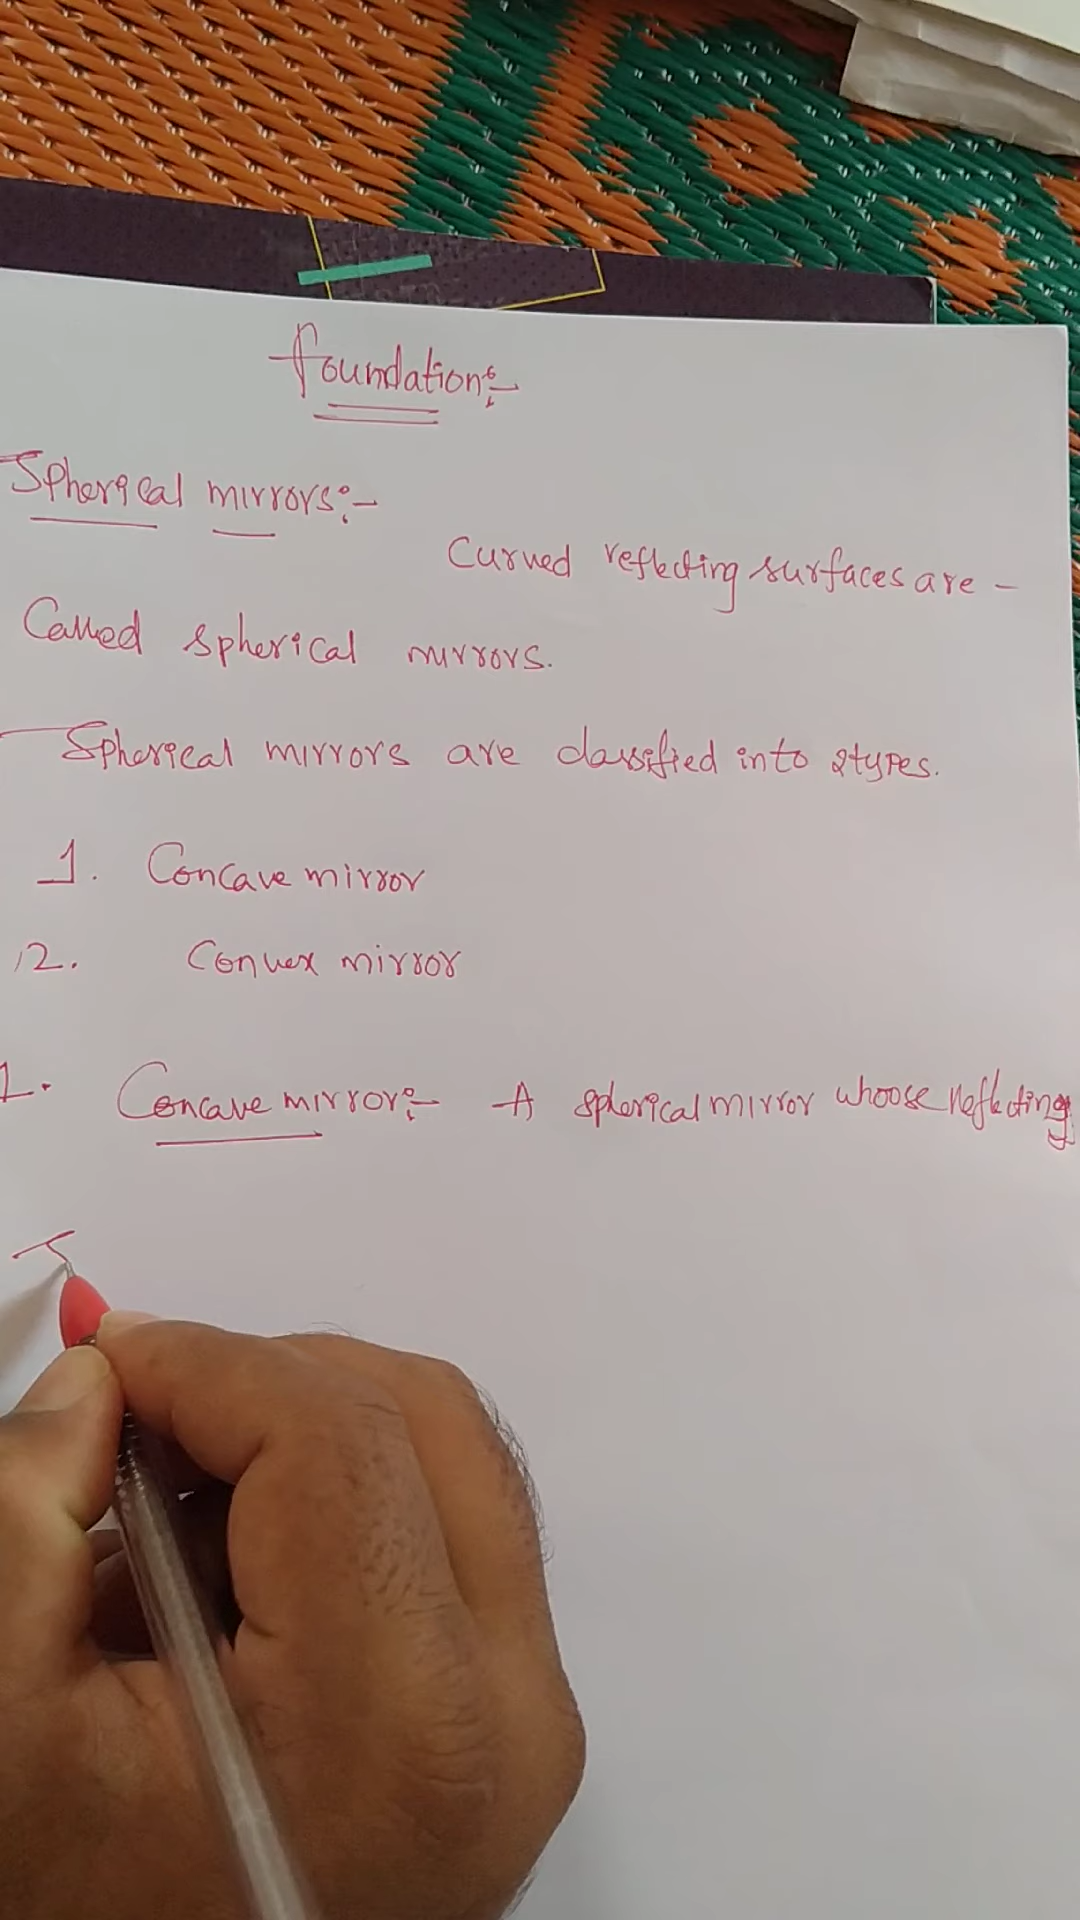 Foundation:-
Spherical mirrors:-
Curved reflecting surfaces are -
Called spherical mirrors.
Spherical mirrors are classified into 2types.
1. Concave mirror
2. Convex mirror
1. Concave mirror:- A spherical mirror whoose reflecting
S